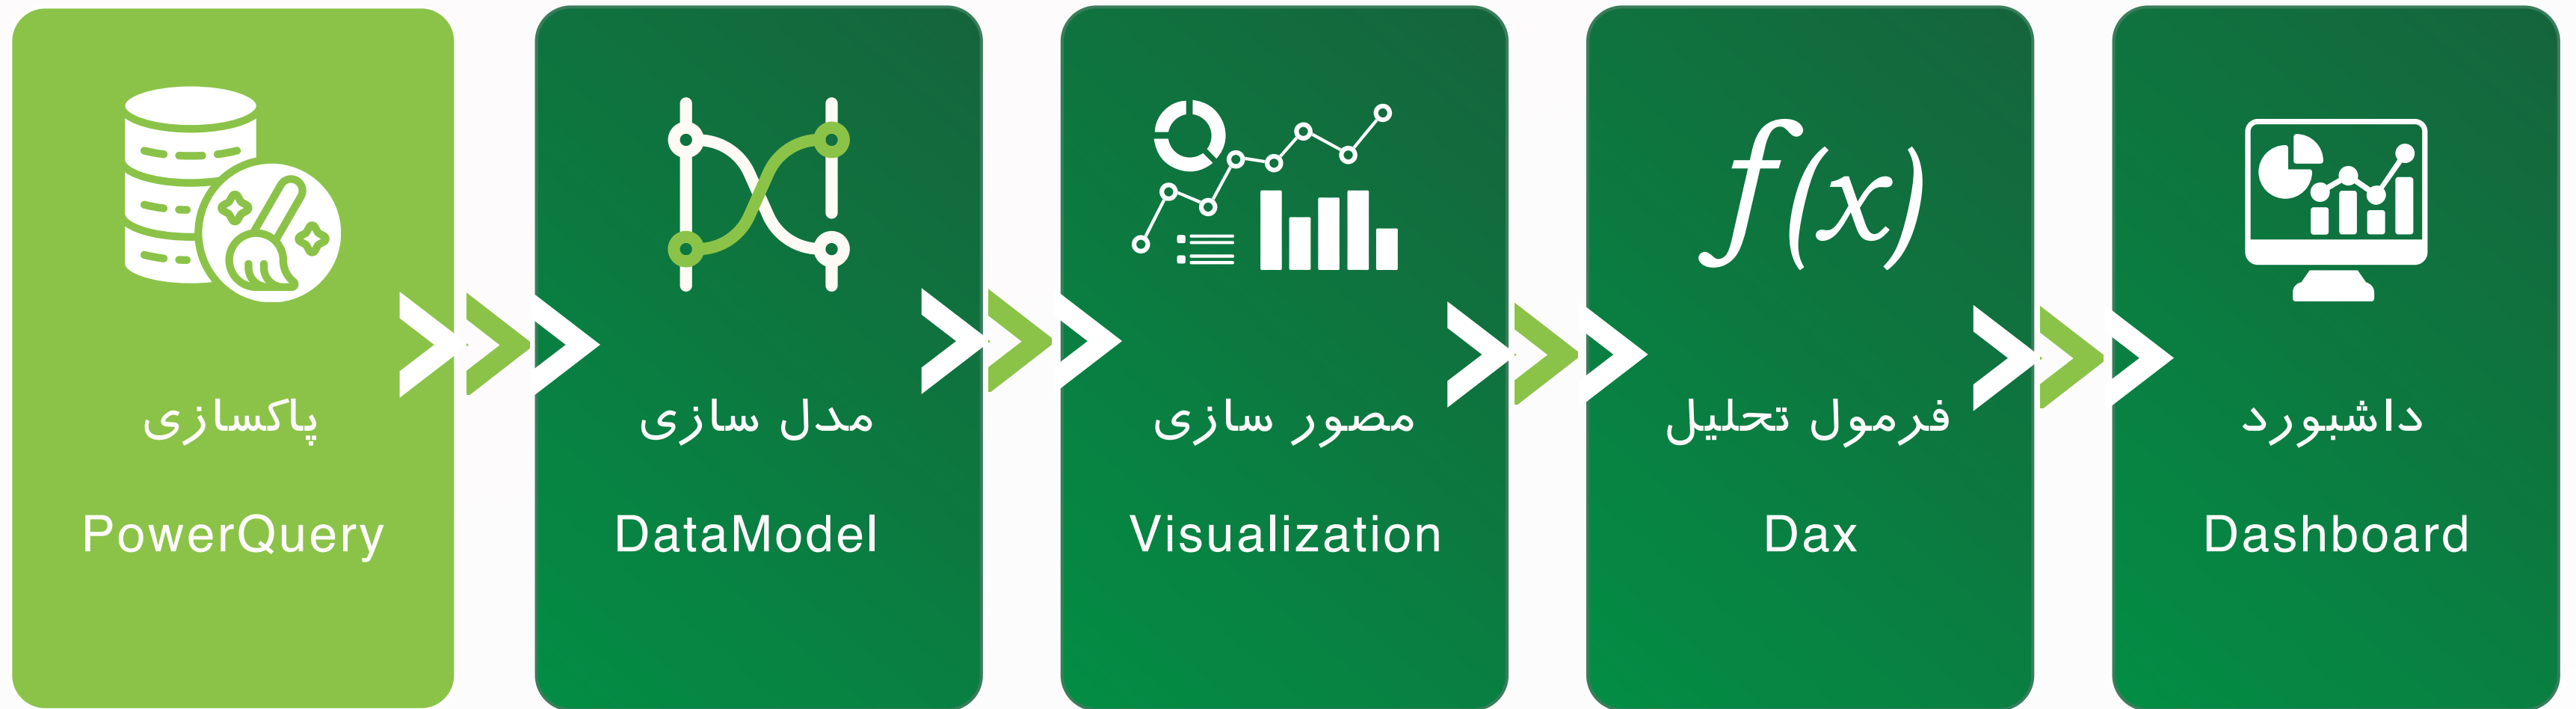 پاکسازی
PowerQuery
مدل سازی
DataModel
مصور سازی
Visualization
f(x)
فرمول تحلیل
Dax
داشبورد
Dashboard